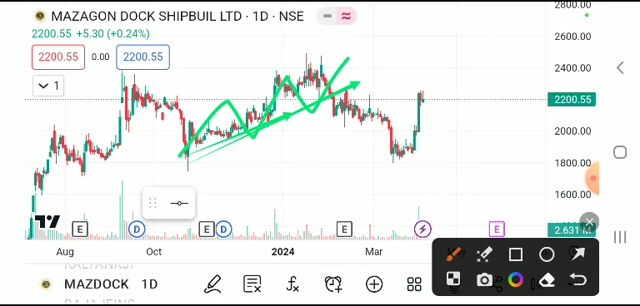 MAZAGON DOCK SHIPBUIL LTD · 1D · NSE
2200.55 +5.30 (+0.24%)
2200.55 0.00 2200.55
1
2800.00
2600.00
2400.00
2200.55
2000.00
1800.00
1600.00
2.631 M
E D E D E E
Aug Oct 2024 Mar
MAZDOCK 1D